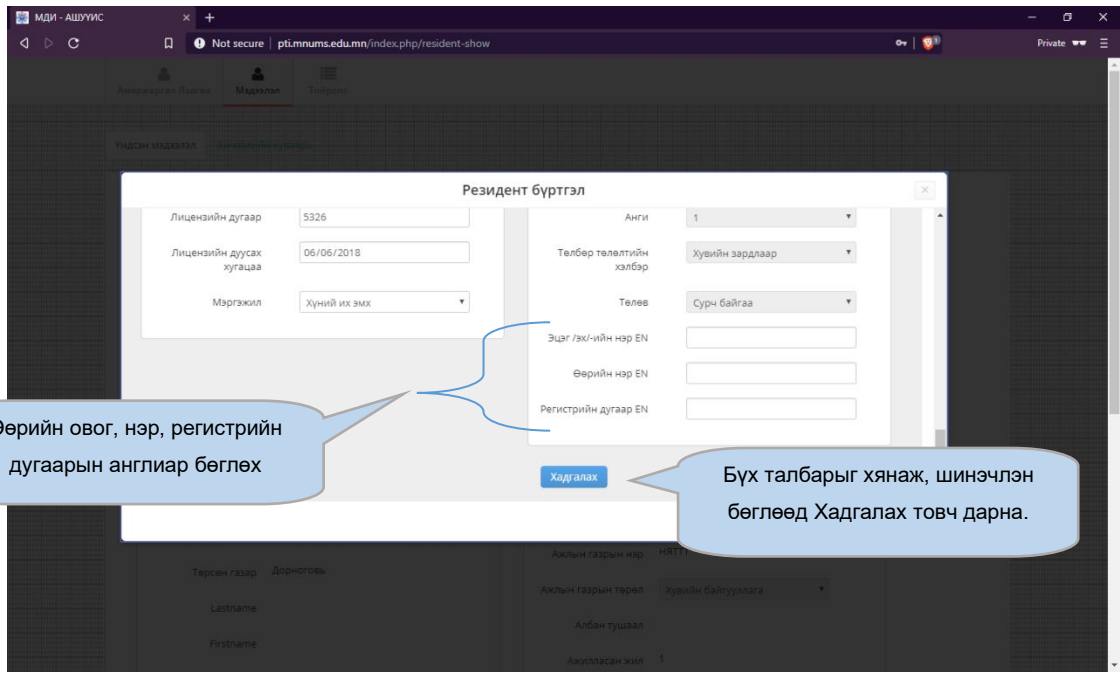 МДИ - АШУҮИС
Not secure | pti.mnums.edu.mn/index.php/resident-show
Private
Мэдээлэл
Төлбөрт
Үндсэн мэдээлэл
Резидент бүртгэл
Лицензийн дугаар 5326
Лицензийн дуусах хугацаа 06/06/2018
Мэргэжил Хүний их эмх
Анги 1
Төлбөр төлөлтийн хэлбэр Хувийн зардлаар
Төлөв Сурч байгаа
Эцэг /эх/-ийн нэр EN
Өөрийн нэр EN
Регистрийн дугаар EN
Өөрийн овог, нэр, регистрийн
дугаарын англиар бөглөх
Хадгалах
Бүх талбарыг хянаж, шинэчлэн
бөглөөд Хадгалах товч дарна.
Төрсөн газар Дорноговь
Lastname
Firstname
Ажлын газрын нэр
Ажлын газрын төрөл Хувийн байгууллага
Албан тушаал
Ажилласан жил 1